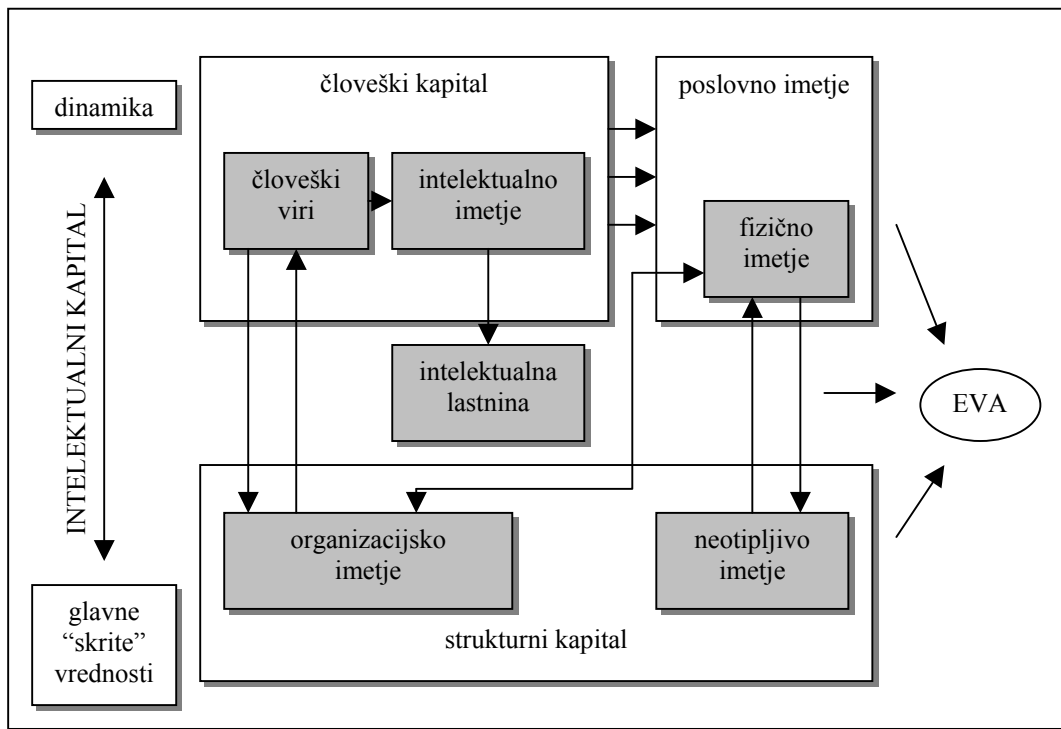 človeški kapital
poslovno imetje
dinamika
človeški
viri
intelektualno
imetje
fizično
imetje
INTELEKTUALNI KAPITAL
intelektualna
lastnina
EVA
organizacijsko
imetje
neotipljivo
imetje
glavne
“skrite”
vrednosti
strukturni kapital